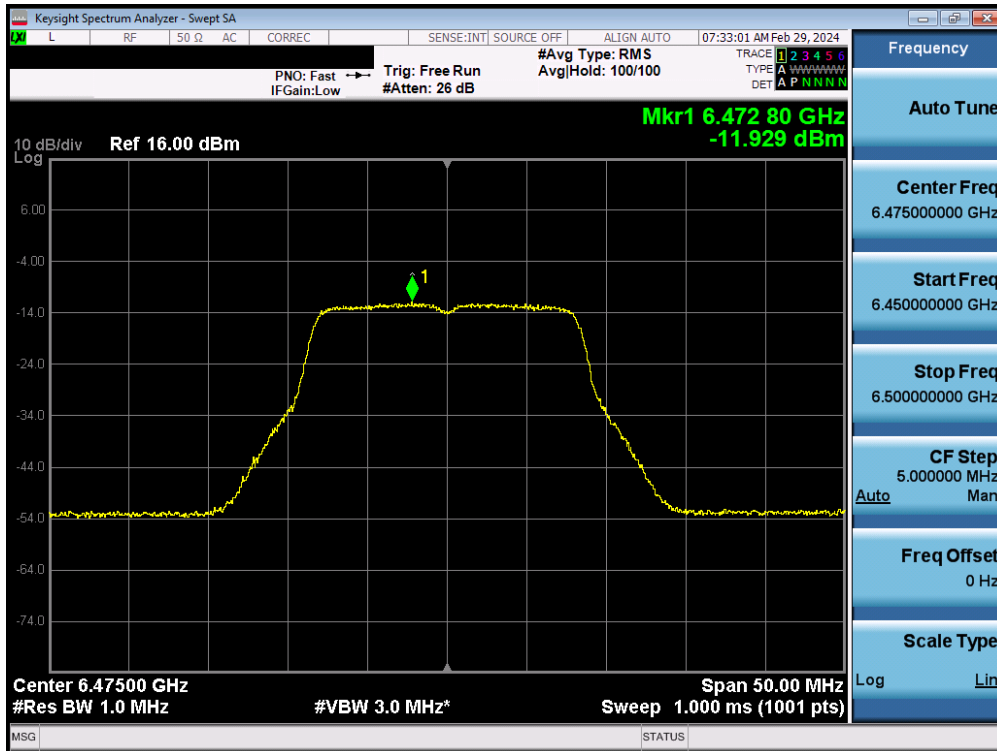 Keysight Spectrum Analyzer - Swept SA
LXI L RF 50 Ω AC CORREC SENSE:INT SOURCE OFF ALIGN AUTO 07:33:01 AM Feb 29, 2024
PNO: Fast
IFGain:Low
Trig: Free Run
#Atten: 26 dB
#Avg Type: RMS
Avg|Hold: 100/100
TRACE 1 2 3 4 5 6
TYPE A WWWWW
DET A P N N N N
Mkr1 6.472 80 GHz
-11.929 dBm
10 dB/div Ref 16.00 dBm
Log
6.00
-4.00
-14.0
-24.0
-34.0
-44.0
-54.0
-64.0
-74.0
1
Center 6.47500 GHz Span 50.00 MHz
#Res BW 1.0 MHz #VBW 3.0 MHz* Sweep 1.000 ms (1001 pts)
MSG STATUS
Frequency
Auto Tune
Center Freq
6.475000000 GHz
Start Freq
6.450000000 GHz
Stop Freq
6.500000000 GHz
CF Step
5.000000 MHz
Auto Man
Freq Offset
0 Hz
Scale Type
Log Lin